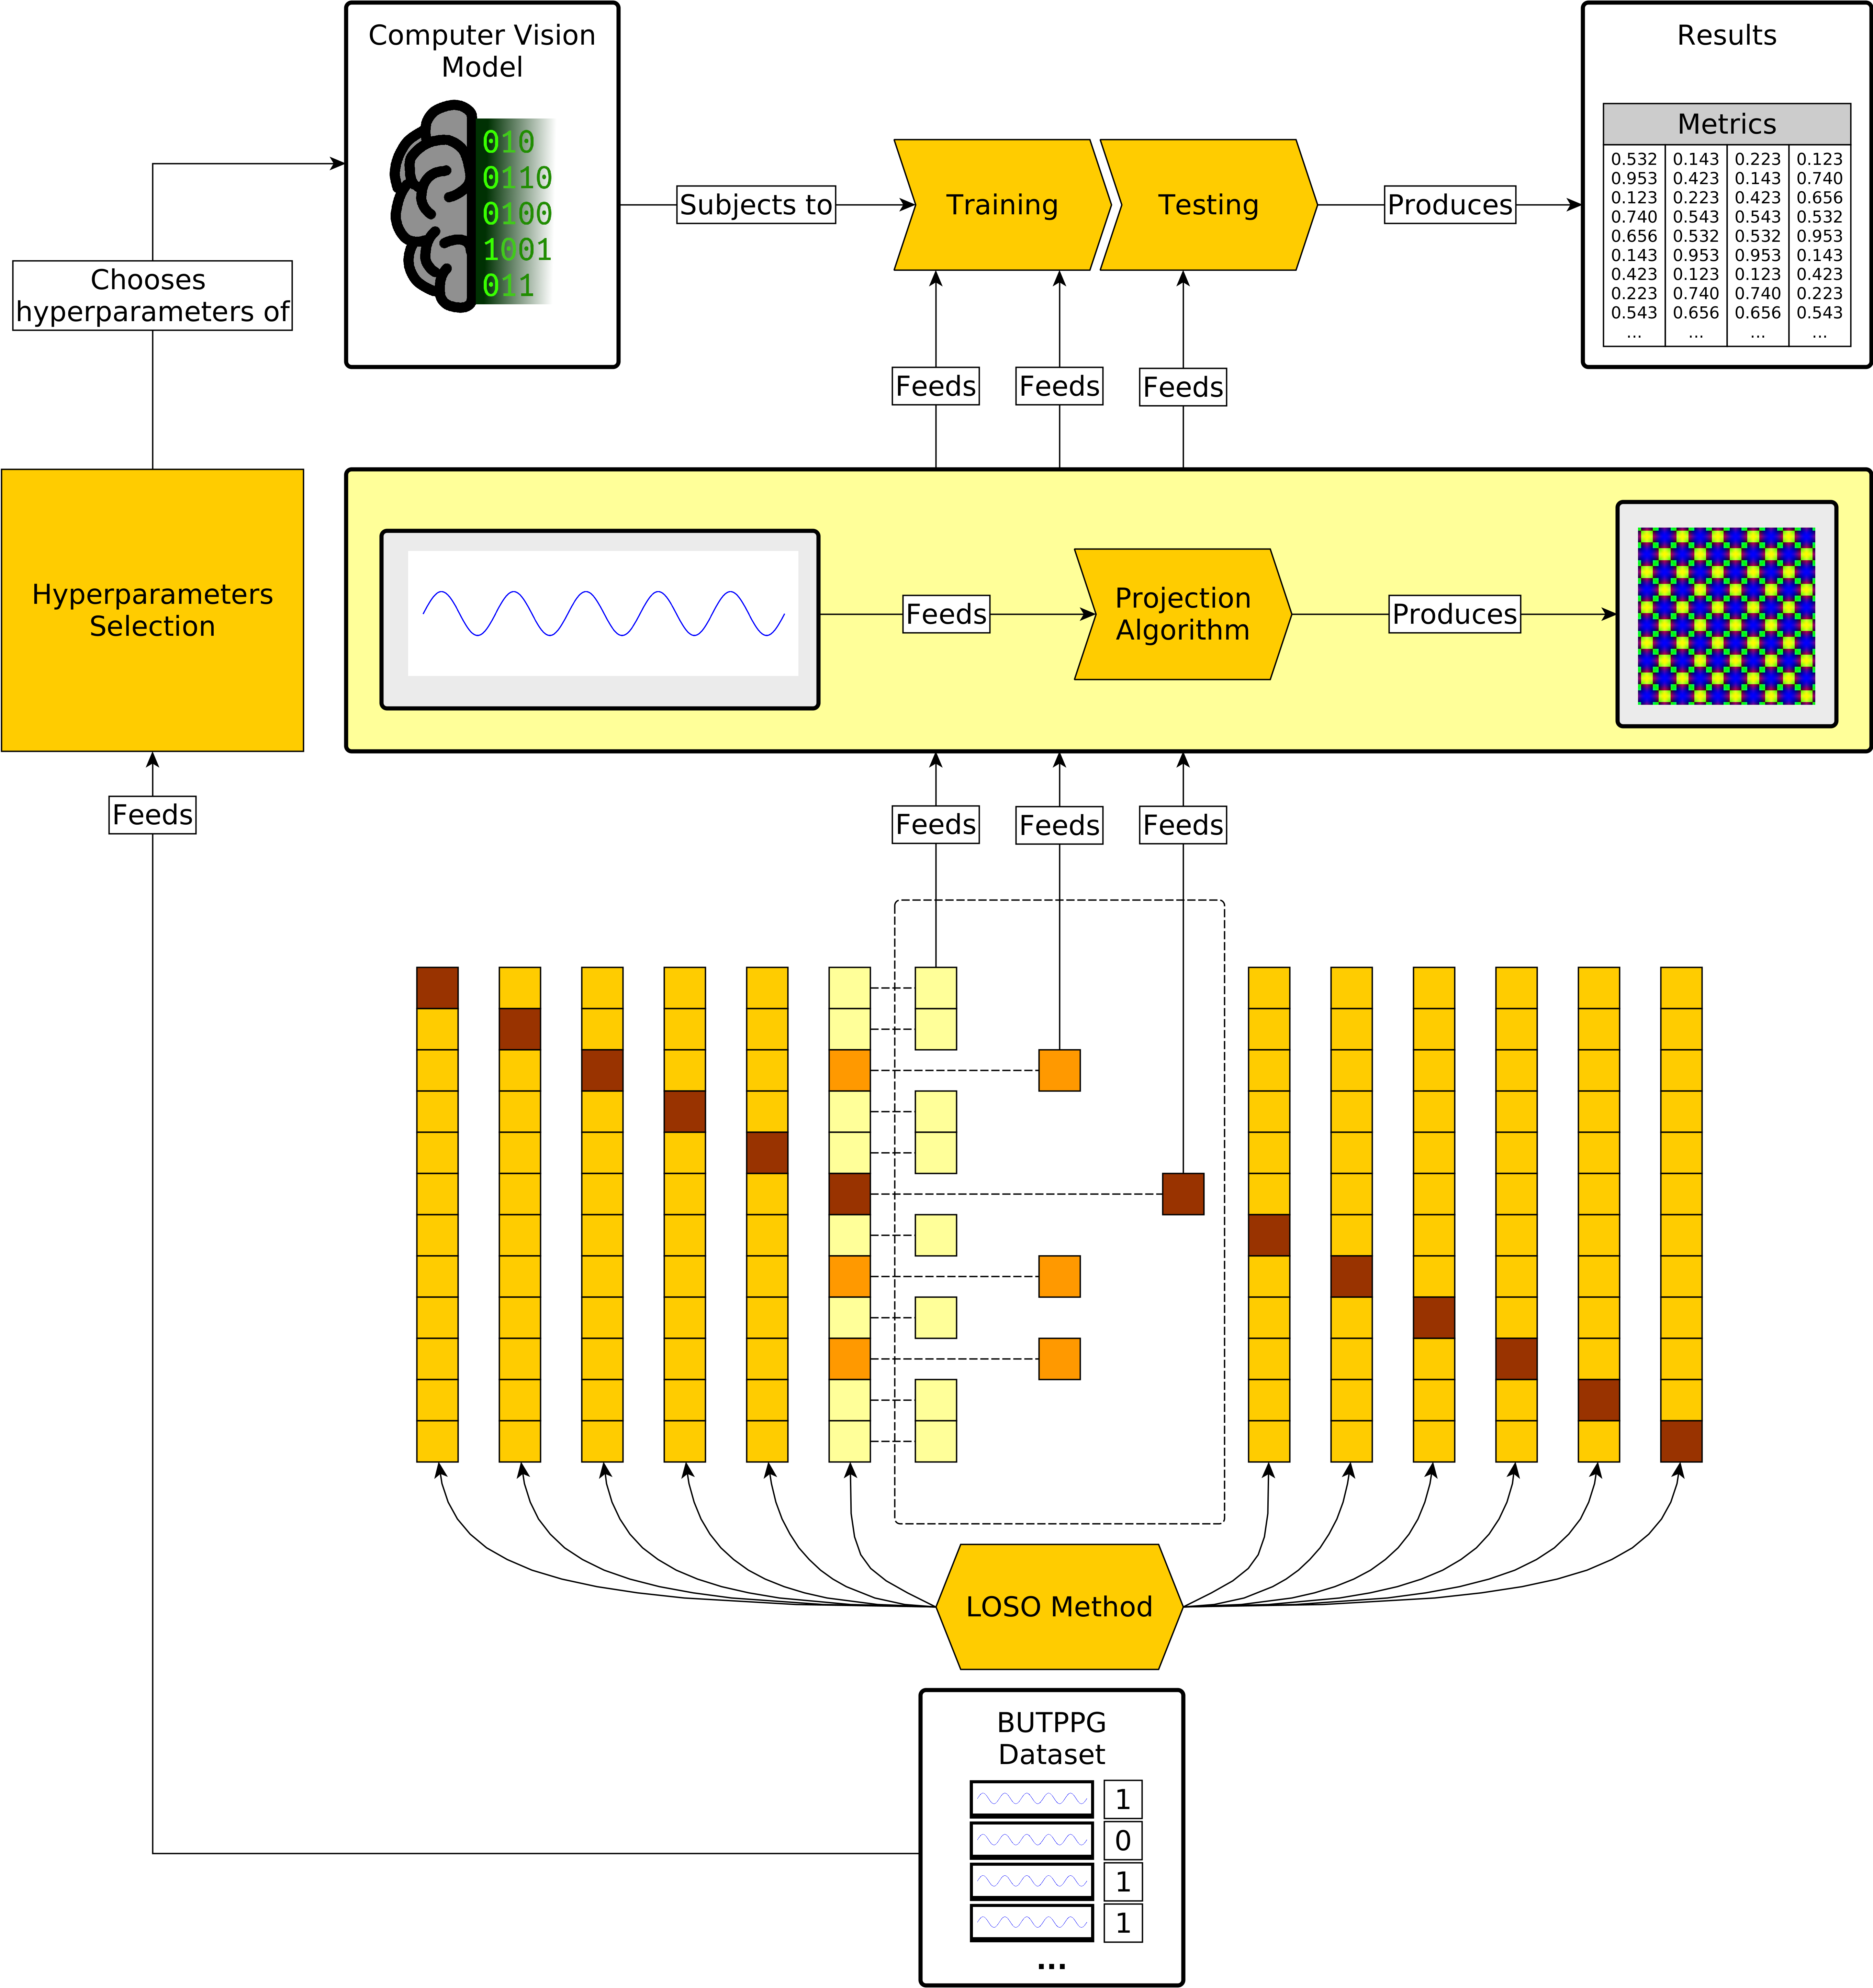 Computer Vision
Model
010
0110
0100
1001
011
Results
Metrics
0.532 0.143 0.223 0.123
0.953 0.423 0.143 0.740
0.123 0.223 0.423 0.656
0.740 0.543 0.543 0.532
0.656 0.532 0.532 0.953
0.143 0.953 0.953 0.143
0.423 0.123 0.123 0.423
0.223 0.740 0.740 0.223
0.543 0.656 0.656 0.543
... ... ... ...
Subjects to
Training
Testing
Produces
Chooses
hyperparameters of
Feeds
Feeds
Feeds
Hyperparameters
Selection
Feeds
Projection
Algorithm
Produces
Feeds
Feeds
Feeds
Feeds
LOSO Method
BUTPPG
Dataset
1
0
1
1
...